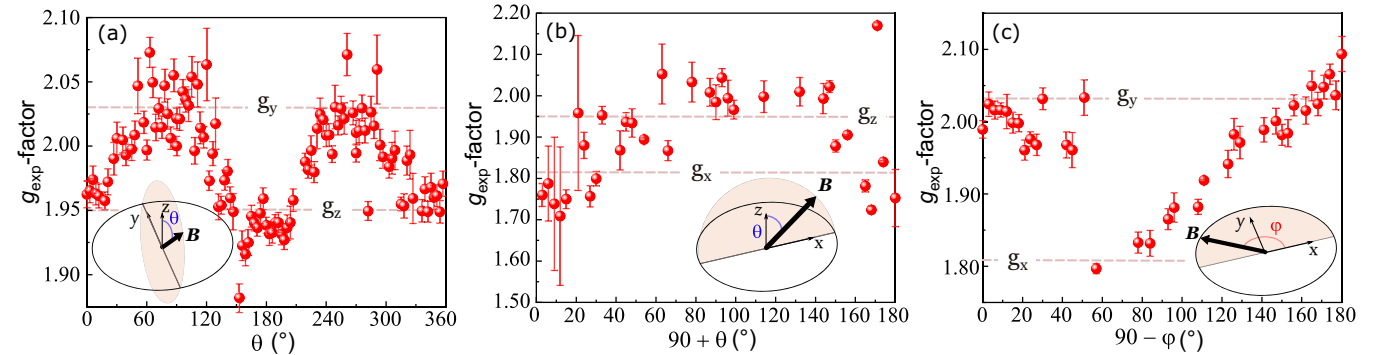 (a)
2.10
2.05
2.00
1.95
1.90
g_exp-factor
g_y
g_z
z
y
θ
B
0 60 120 180 240 300 360
θ (°)
(b)
2.20
2.10
2.00
1.90
1.80
1.70
1.60
1.50
g_exp-factor
g_z
g_x
z
θ
B
x
0 20 40 60 80 100 120 140 160 180
90 + θ (°)
(c)
2.10
2.00
1.90
1.80
g_exp-factor
g_y
g_x
B
y
φ
x
0 20 40 60 80 100 120 140 160 180
90 − φ (°)